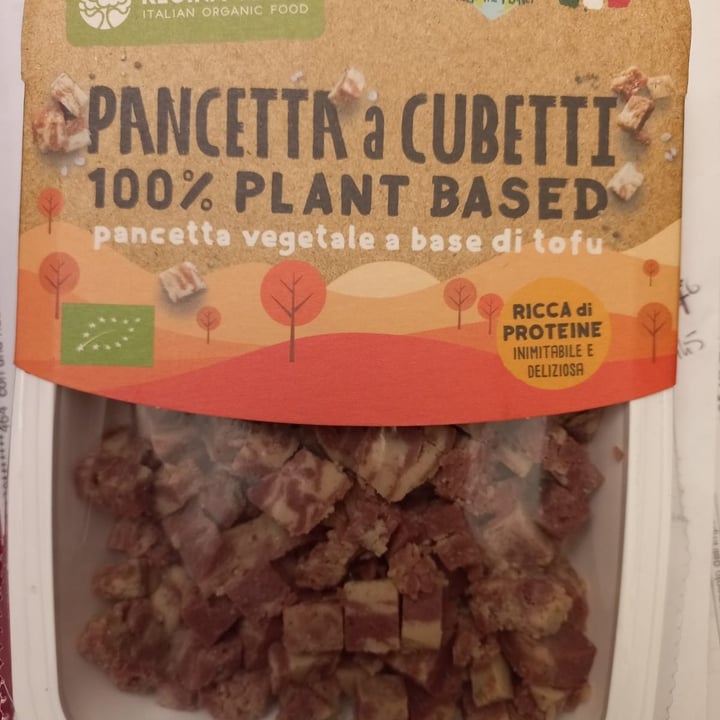 ITALIAN ORGANIC FOOD
PANCETTA a CUBETTI
100% PLANT BASED
pancetta vegetale a base di tofu
RICCA di
PROTEINE
INIMITABILE E
DELIZIOSA